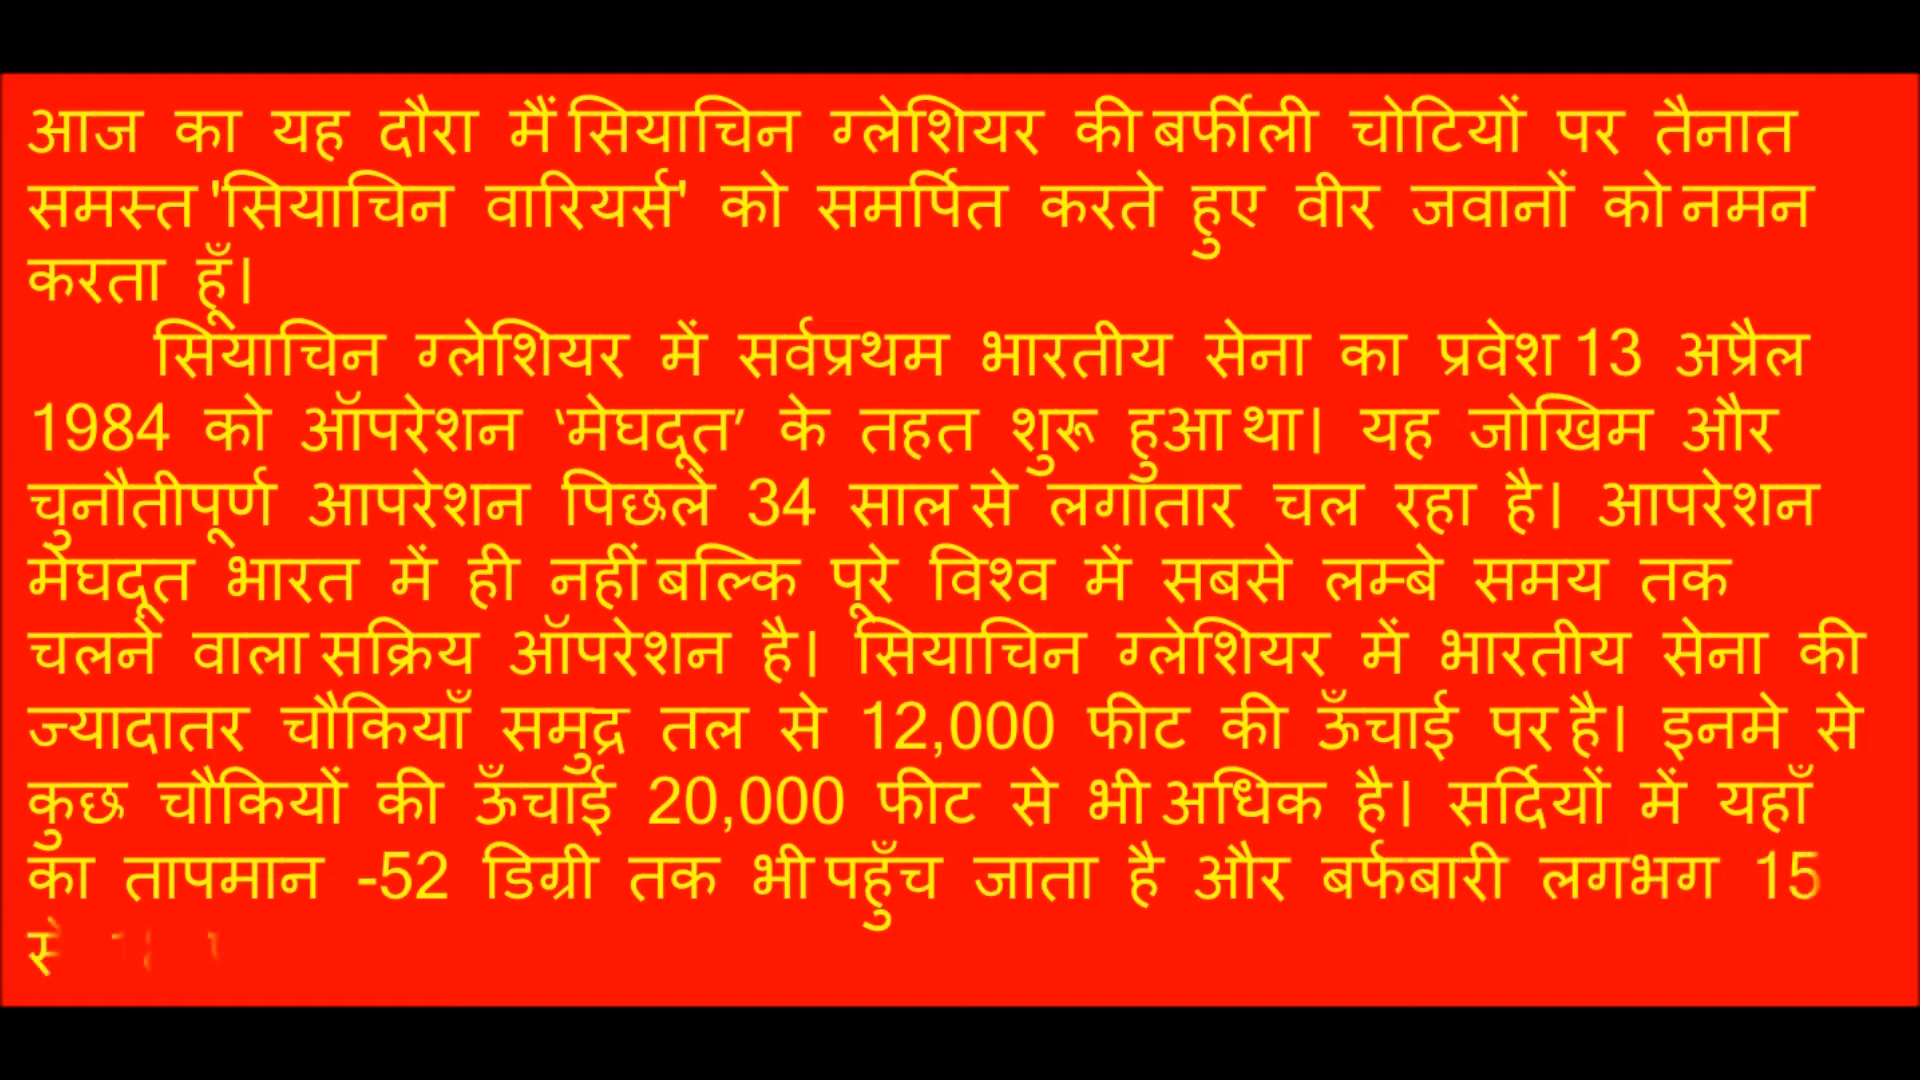 आज का यह दौरा मैं सियाचिन ग्लेशियर की बर्फीली चोटियों पर तैनात
समस्त 'सियाचिन वारियर्स' को समर्पित करते हुए वीर जवानों को नमन
करता हूँ।
सियाचिन ग्लेशियर में सर्वप्रथम भारतीय सेना का प्रवेश 13 अप्रैल
1984 को ऑपरेशन ‘मेघदूत’ के तहत शुरू हुआ था। यह जोखिम और
चुनौतीपूर्ण आपरेशन पिछले 34 साल से लगातार चल रहा है। आपरेशन
मेघदूत भारत में ही नहीं बल्कि पूरे विश्व में सबसे लम्बे समय तक
चलने वाला सक्रिय ऑपरेशन है। सियाचिन ग्लेशियर में भारतीय सेना की
ज्यादातर चौकियाँ समुद्र तल से 12,000 फीट की ऊँचाई पर है। इनमे से
कुछ चौकियों की ऊँचाई 20,000 फीट से भी अधिक है। सर्दियों में यहाँ
का तापमान -52 डिग्री तक भी पहुँच जाता है और बर्फबारी लगभग 15